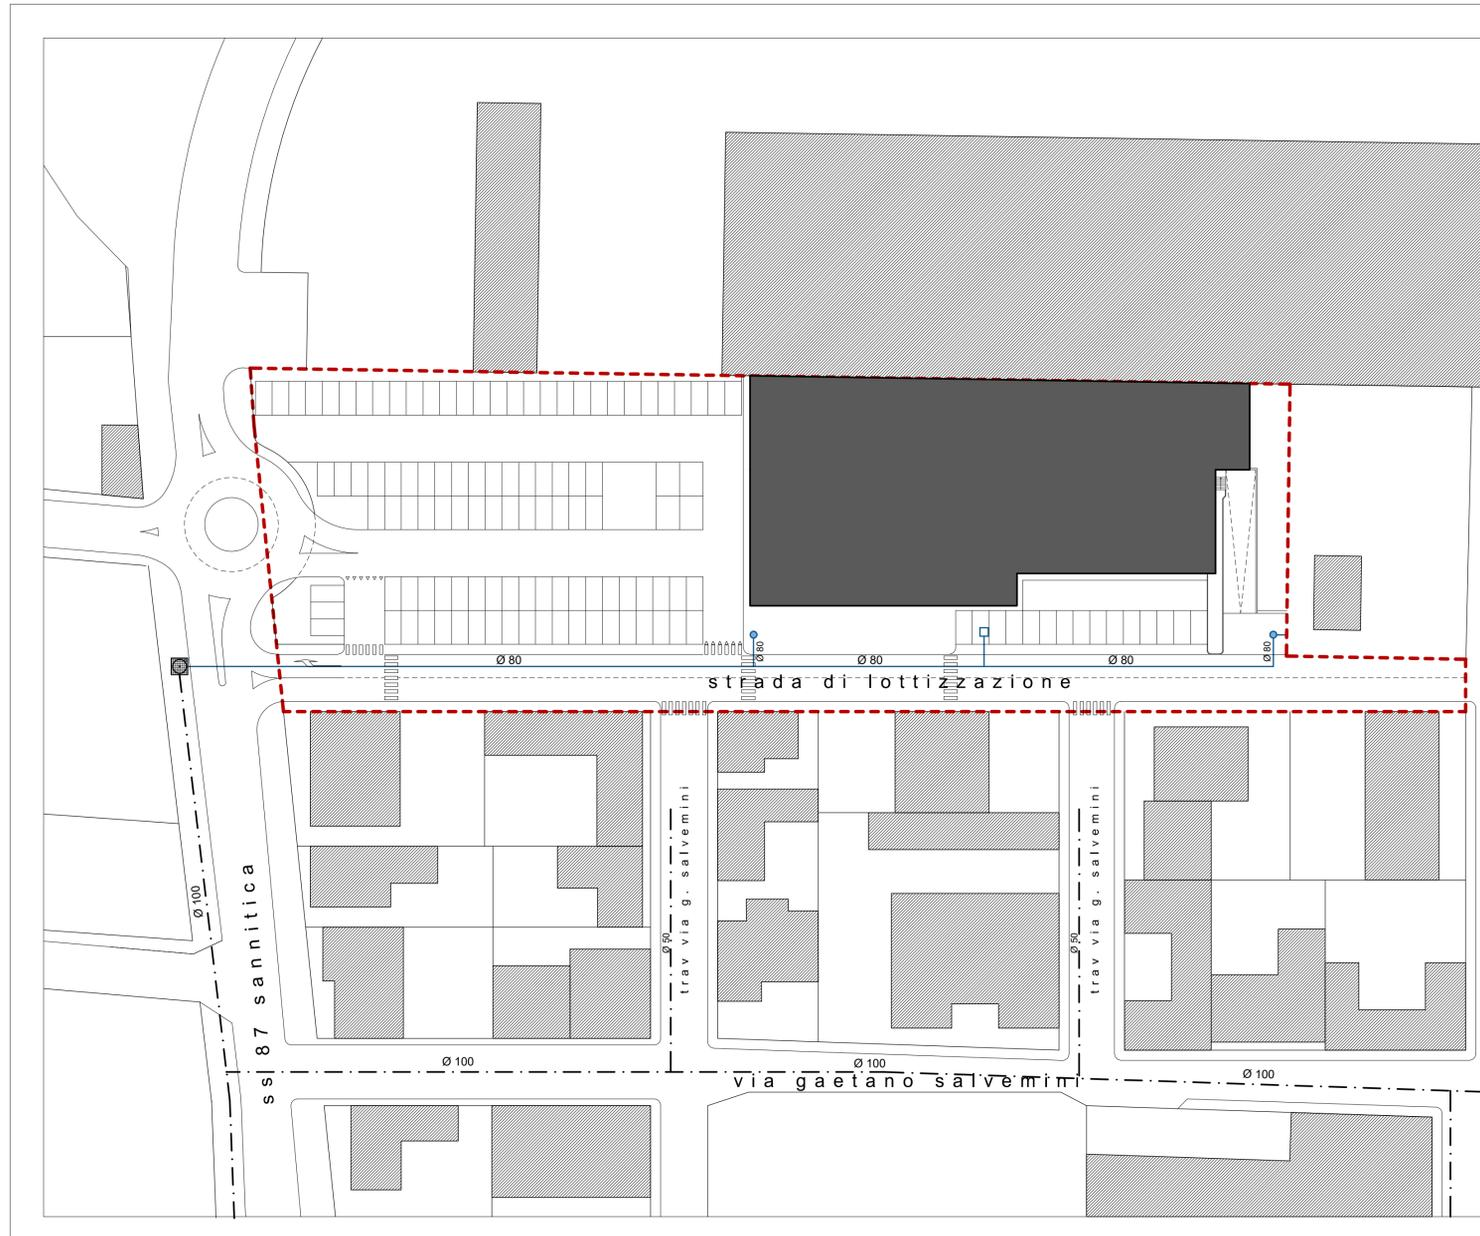 Ø 80
Ø 80
Ø 80
Ø 80
Ø 80
strada di lottizzazione
Ø 100
ss 87 sannitica
Ø 50
trav via g. salvemini
Ø 50
trav via g. salvemini
Ø 100
Ø 100
Ø 100
via gaetano salvemini